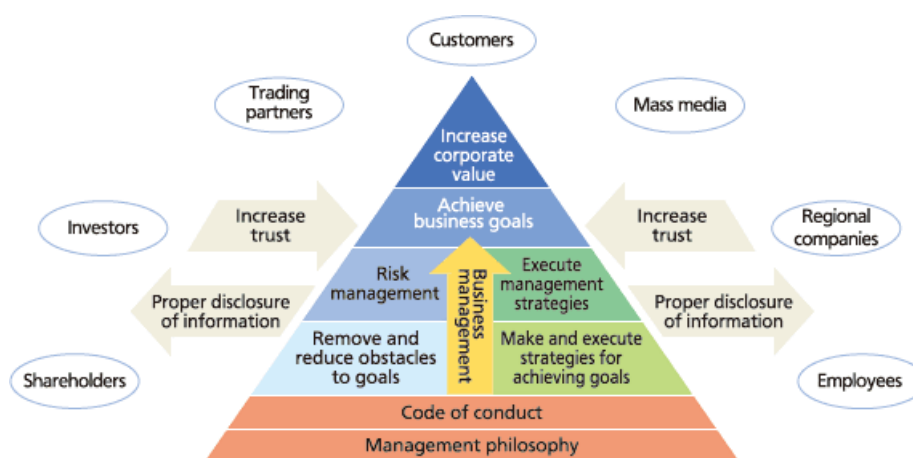 Customers
Trading
partners
Mass media
Increase
corporate
value
Achieve
business goals
Investors
Increase
trust
Increase
trust
Regional
companies
Risk
management
Business
management
Execute
management
strategies
Proper disclosure
of information
Proper disclosure
of information
Remove and
reduce obstacles
to goals
Make and execute
strategies for
achieving goals
Shareholders
Employees
Code of conduct
Management philosophy